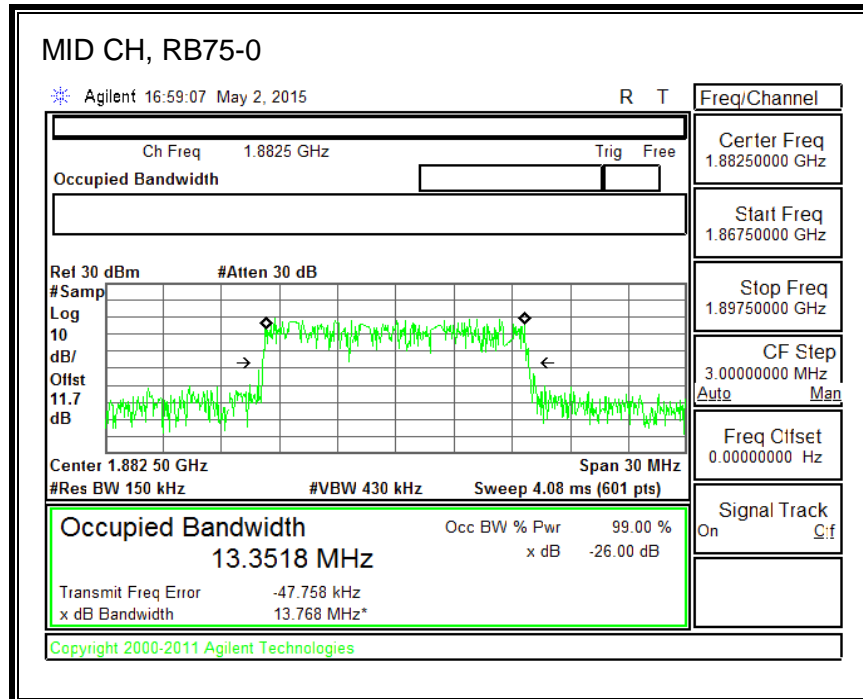 MID CH, RB75-0
Agilent 16:59:07 May 2, 2015 R T
Freq/Channel
Ch Freq 1.8825 GHz Trig Free
Occupied Bandwidth
Center Freq
1.88250000 GHz
Start Freq
1.86750000 GHz
Stop Freq
1.89750000 GHz
CF Step
3.00000000 MHz
Auto Man
Freq Offset
0.00000000 Hz
Signal Track
On Off
Ref 30 dBm #Atten 30 dB
#Samp
Log
10
dB/
Offst
11.7
dB
Center 1.882 50 GHz Span 30 MHz
#Res BW 150 kHz #VBW 430 kHz Sweep 4.08 ms (601 pts)
Occupied Bandwidth Occ BW % Pwr 99.00 %
13.3518 MHz x dB -26.00 dB
Transmit Freq Error -47.758 kHz
x dB Bandwidth 13.768 MHz*
Copyright 2000-2011 Agilent Technologies